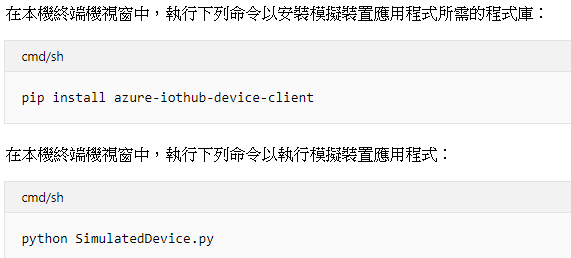 在本機終端機視窗中，執行下列命令以安裝模擬裝置應用程式所需的程式庫：
cmd/sh
pip install azure-iothub-device-client
在本機終端機視窗中，執行下列命令以執行模擬裝置應用程式：
cmd/sh
python SimulatedDevice.py